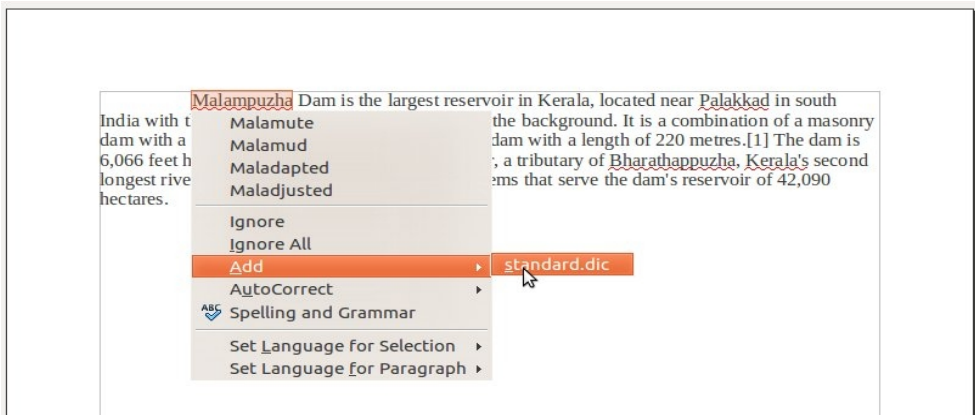 Malampuzha Dam is the largest reservoir in Kerala, located near Palakkad in south
India with t the background. It is a combination of a masonry
dam with a dam with a length of 220 metres.[1] The dam is
6,066 feet h , a tributary of Bharathappuzha, Kerala's second
longest rive ems that serve the dam's reservoir of 42,090
hectares.
Malamute
Malamud
Maladapted
Maladjusted
Ignore
Ignore All
Add
standard.dic
AutoCorrect
ABC Spelling and Grammar
Set Language for Selection
Set Language for Paragraph